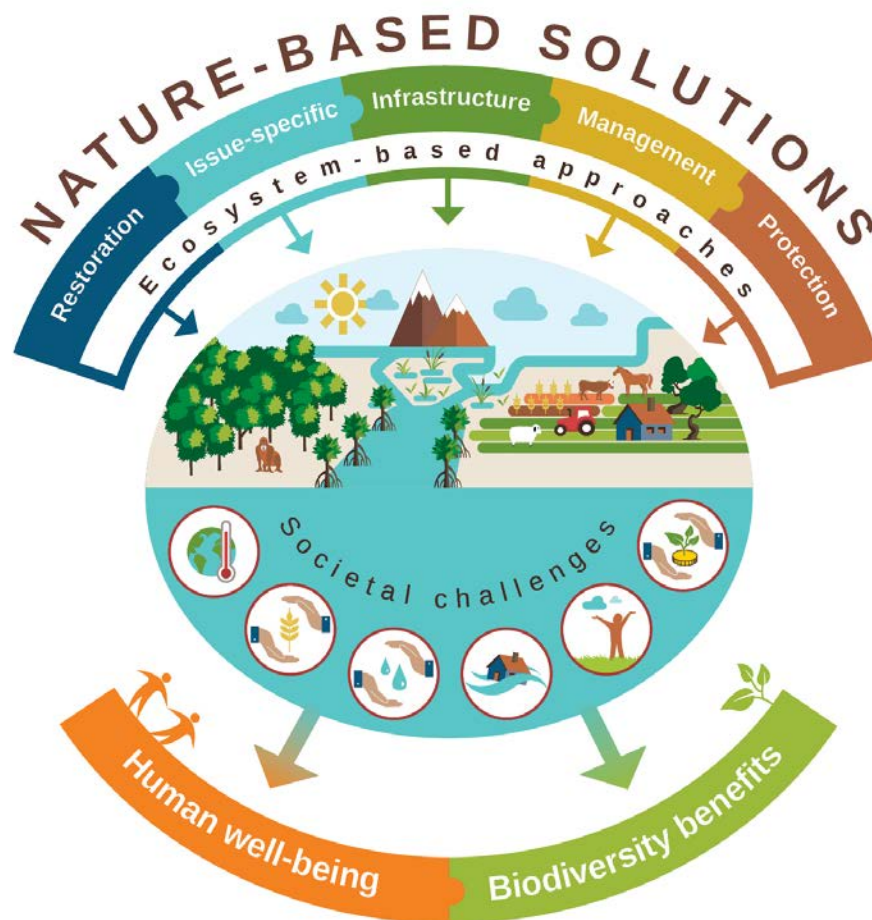 NATURE-BASED SOLUTIONS
Restoration
Issue-specific
Infrastructure
Management
Protection
Ecosystem-based approaches
Societal challenges
Human well-being
Biodiversity benefits